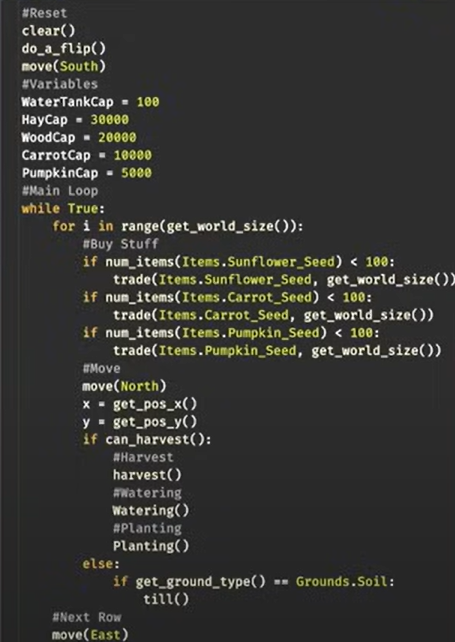 #Reset
clear()
do_a_flip()
move(South)
#Variables
WaterTankCap = 100
HayCap = 30000
WoodCap = 20000
CarrotCap = 10000
PumpkinCap = 5000
#Main Loop
while True:
    for i in range(get_world_size()):
        #Buy Stuff
        if num_items(Items.Sunflower_Seed) < 100:
            trade(Items.Sunflower_Seed, get_world_size())
        if num_items(Items.Carrot_Seed) < 100:
            trade(Items.Carrot_Seed, get_world_size())
        if num_items(Items.Pumpkin_Seed) < 100:
            trade(Items.Pumpkin_Seed, get_world_size())
        #Move
        move(North)
        x = get_pos_x()
        y = get_pos_y()
        if can_harvest():
            #Harvest
            harvest()
            #Watering
            Watering()
            #Planting
            Planting()
        else:
            if get_ground_type() == Grounds.Soil:
                till()
    #Next Row
    move(East)